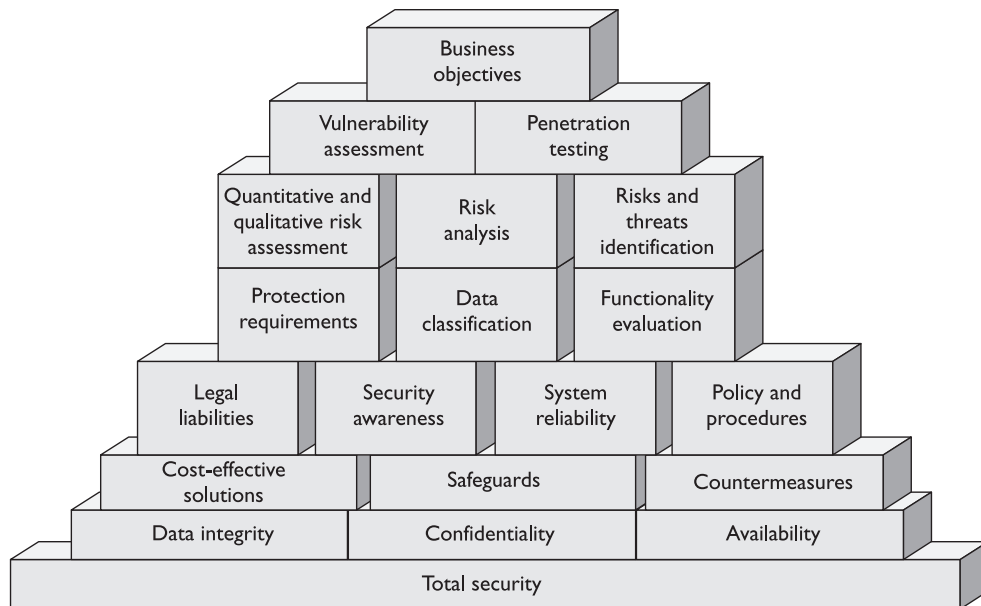 Business
objectives
Vulnerability
assessment
Penetration
testing
Quantitative and
qualitative risk
assessment
Risk
analysis
Risks and
threats
identification
Protection
requirements
Data
classification
Functionality
evaluation
Legal
liabilities
Security
awareness
System
reliability
Policy and
procedures
Cost-effective
solutions
Safeguards
Countermeasures
Data integrity
Confidentiality
Availability
Total security